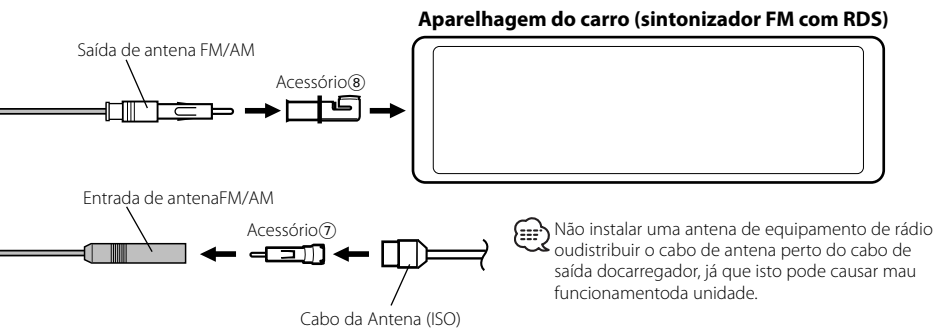 Aparelhagem do carro (sintonizador FM com RDS)
Saída de antena FM/AM
Acessório⑧
Entrada de antenaFM/AM
Acessório⑦
Não instalar uma antena de equipamento de rádio
oudistribuir o cabo de antena perto do cabo de
saída docarregador, já que isto pode causar mau
funcionamentoda unidade.
Cabo da Antena (ISO)